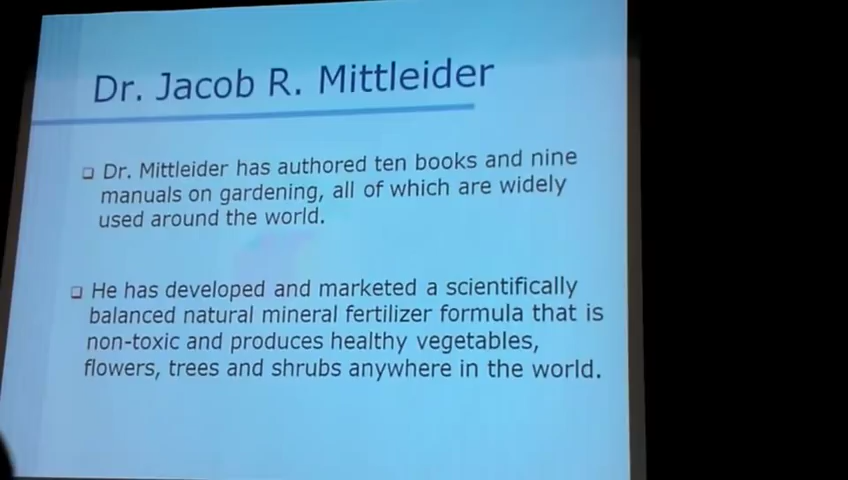 Dr. Jacob R. Mittleider
Dr. Mittleider has authored ten books and nine
manuals on gardening, all of which are widely
used around the world.
He has developed and marketed a scientifically
balanced natural mineral fertilizer formula that is
non-toxic and produces healthy vegetables,
flowers, trees and shrubs anywhere in the world.